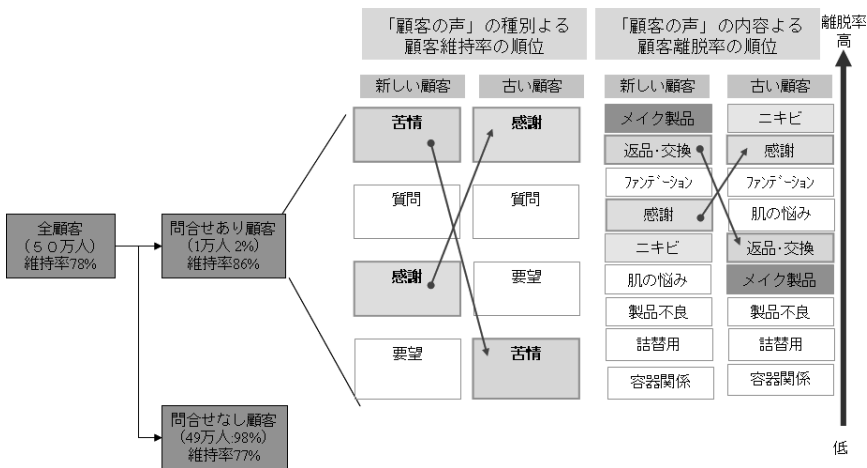 「顧客の声」の種別よる
顧客維持率の順位
「顧客の声」の内容よる
顧客離脱率の順位
離脱率
高
新しい顧客
古い顧客
新しい顧客
古い顧客
苦情
感謝
メイク製品
ニキビ
返品・交換
感謝
ファンデーション
ファンデーション
質問
質問
感謝
肌の悩み
全顧客
(50万人)
維持率78%
問合せあり顧客
(1万人 2%)
維持率86%
ニキビ
返品・交換
感謝
要望
肌の悩み
メイク製品
製品不良
製品不良
要望
苦情
詰替用
詰替用
容器関係
容器関係
問合せなし顧客
(49万人:98%)
維持率77%
低